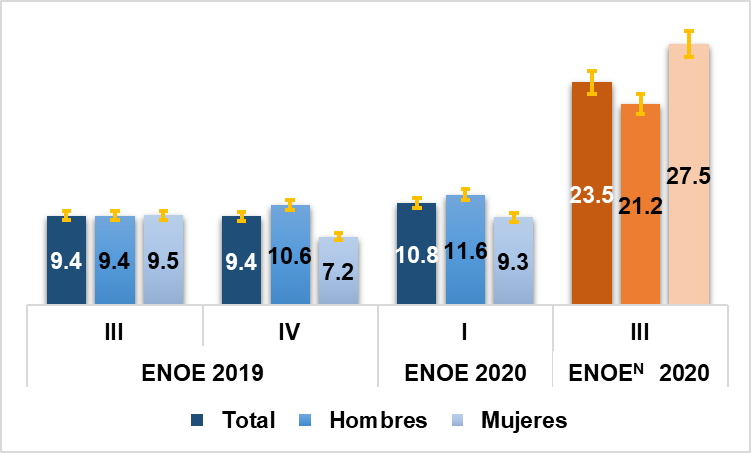 23.5
21.2
27.5
9.4
9.4
9.5
9.4
10.6
7.2
10.8
11.6
9.3
III
IV
I
III
ENOE 2019
ENOE 2020
ENOEᴺ 2020
Total
Hombres
Mujeres